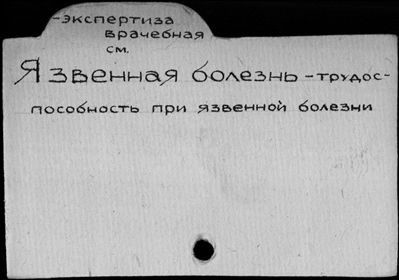 -Экспертиза
врачебная
см.
Язвенная болезнь - трудос-
пособность при язвенной болезни